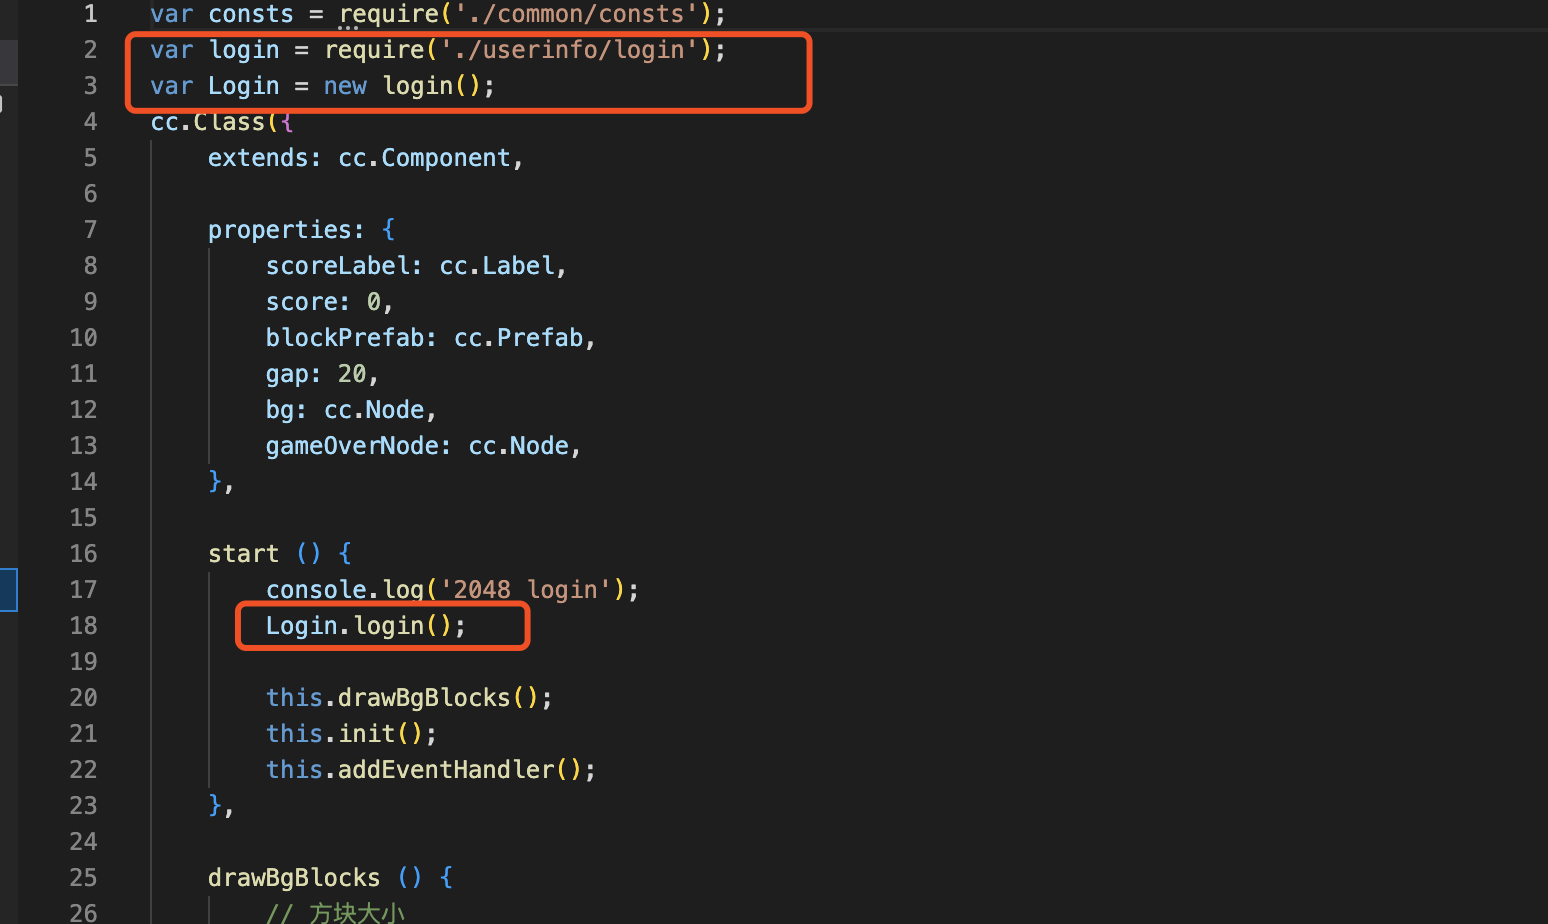 1 var consts = require('./common/consts');
2 var login = require('./userinfo/login');
3 var Login = new login();
4 cc.Class({
5 extends: cc.Component,
6
7 properties: {
8 scoreLabel: cc.Label,
9 score: 0,
10 blockPrefab: cc.Prefab,
11 gap: 20,
12 bg: cc.Node,
13 gameOverNode: cc.Node,
14 },
15
16 start () {
17 console.log('2048 login');
18 Login.login();
19
20 this.drawBgBlocks();
21 this.init();
22 this.addEventHandler();
23 },
24
25 drawBgBlocks () {
26 // 方块大小